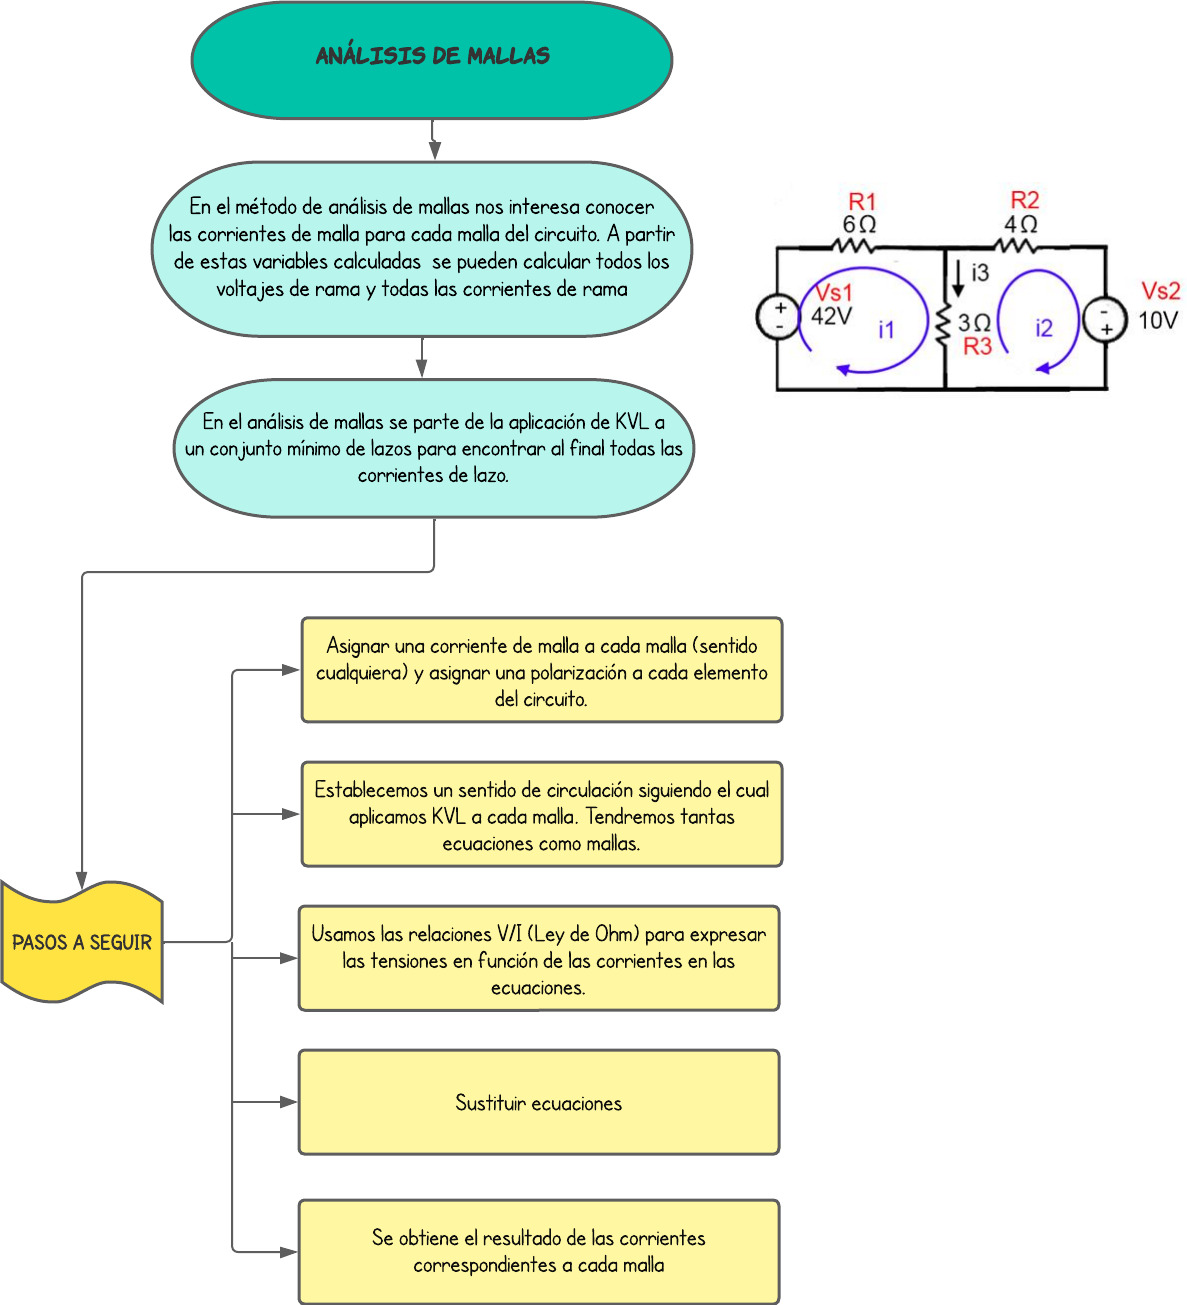 ANÁLISIS DE MALLAS
En el método de análisis de mallas nos interesa conocer
las corrientes de malla para cada malla del circuito. A partir
de estas variables calculadas se pueden calcular todos los
voltajes de rama y todas las corrientes de rama
En el análisis de mallas se parte de la aplicación de KVL a
un conjunto mínimo de lazos para encontrar al final todas las
corrientes de lazo.
R1
6Ω
R2
4Ω
i3
Vs1
+
-
42V
i1
3Ω
R3
i2
-
+
Vs2
10V
PASOS A SEGUIR
Asignar una corriente de malla a cada malla (sentido
cualquiera) y asignar una polarización a cada elemento
del circuito.
Establecemos un sentido de circulación siguiendo el cual
aplicamos KVL a cada malla. Tendremos tantas
ecuaciones como mallas.
Usamos las relaciones V/I (Ley de Ohm) para expresar
las tensiones en función de las corrientes en las
ecuaciones.
Sustituir ecuaciones
Se obtiene el resultado de las corrientes
correspondientes a cada malla